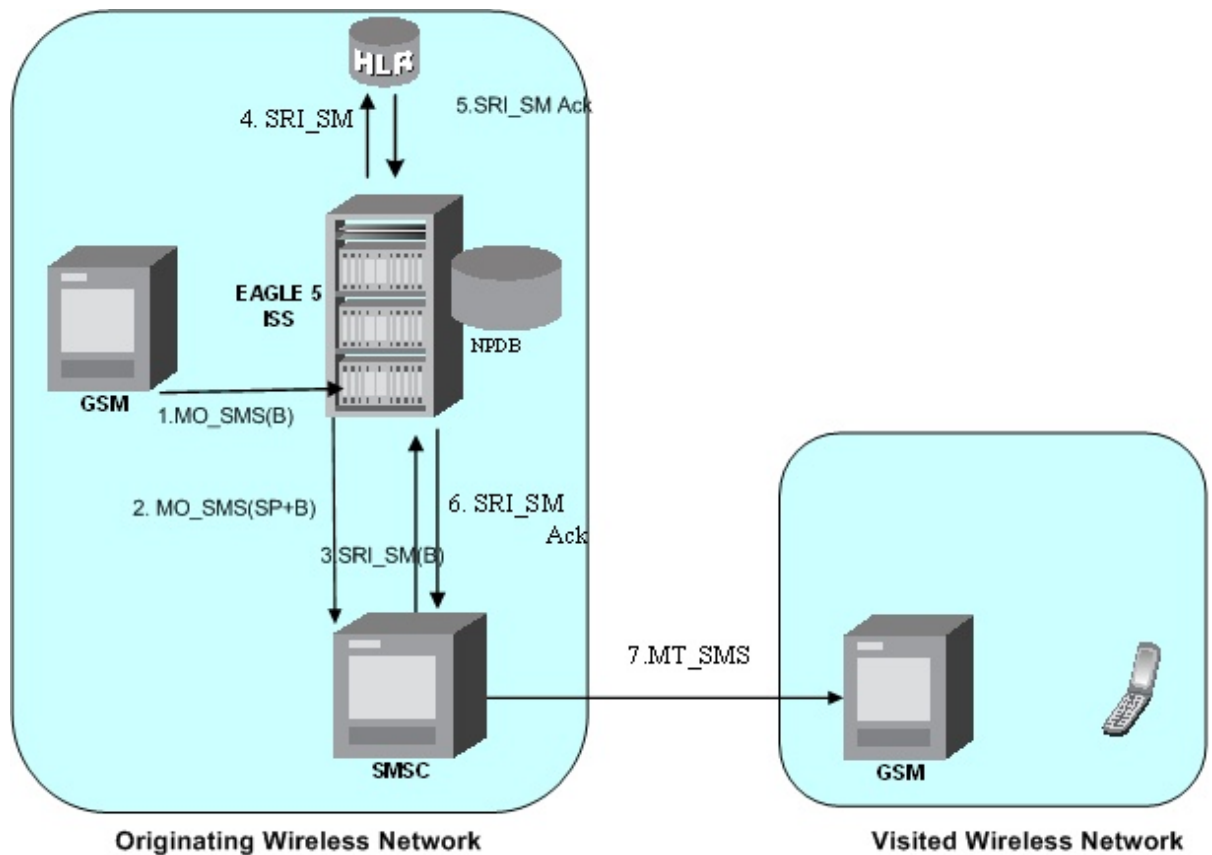 HLR
4. SRI_SM
5.SRI_SM Ack
EAGLE 5
ISS
NPDB
GSM
1.MO_SMS(B)
2. MO_SMS(SP+B)
3.SRI_SM(B)
6. SRI_SM
Ack
7.MT_SMS
SMSC
GSM
Originating Wireless Network
Visited Wireless Network